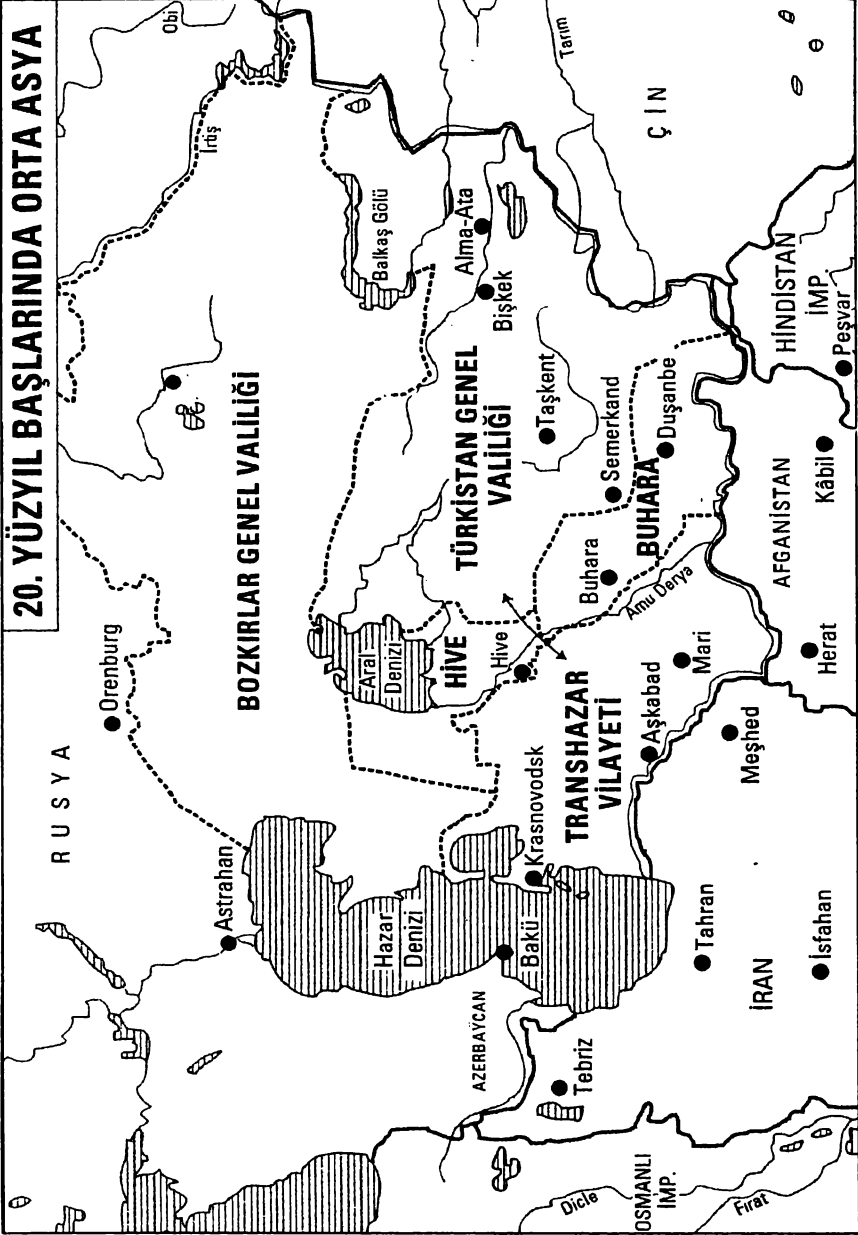 20. YÜZYIL BAŞLARINDA ORTA ASYA
RUSYA
Obi
İrtiş
Orenburg
Astrahan
BOZKIRLAR GENEL VALİLİĞİ
Balkaş Gölü
Aral
Denizi
Hazar
Denizi
Alma-Ata
Bişkek
Tarım
ÇİN
TÜRKİSTAN GENEL
VALİLİĞİ
Taşkent
HİVE
Hive
Semerkand
Duşanbe
BUHARA
Buhara
Amu Derya
TRANSHAZAR
VİLAYETİ
Krasnovodsk
Bakü
AZERBAYCAN
Aşkabad
Mari
Tebriz
Meşhed
Tahran
İRAN
İsfahan
Herat
AFGANİSTAN
Kâbil
HİNDİSTAN
İMP.
Peşvar
OSMANLI
İMP.
Dicle
Fırat